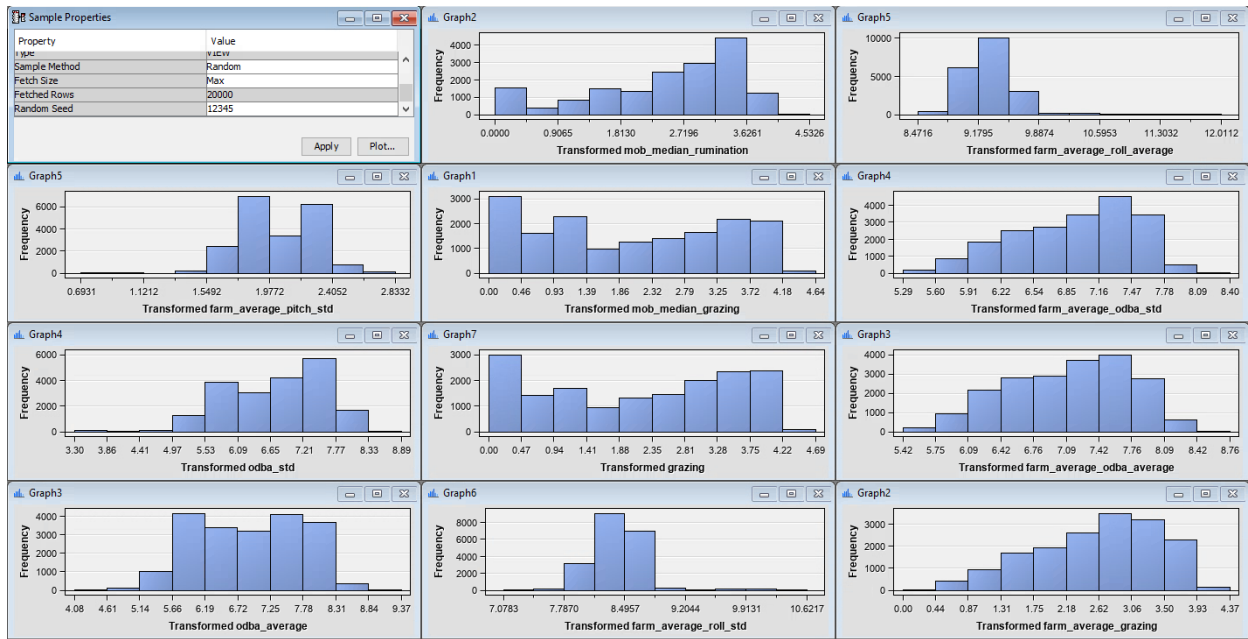 Sample Properties
Property Value
Type VIEW
Sample Method Random
Fetch Size Max
Fetched Rows 20000
Random Seed 12345
Apply Plot...
Graph2
Frequency
4000
3000
2000
1000
0
0.0000 0.9065 1.8130 2.7196 3.6261 4.5326
Transformed mob_median_rumination
Graph5
Frequency
10000
5000
0
8.4716 9.1795 9.8874 10.5953 11.3032 12.0112
Transformed farm_average_roll_average
Graph5
Frequency
6000
4000
2000
0
0.6931 1.1212 1.5492 1.9772 2.4052 2.8332
Transformed farm_average_pitch_std
Graph1
Frequency
3000
2000
1000
0
0.00 0.46 0.93 1.39 1.86 2.32 2.79 3.25 3.72 4.18 4.64
Transformed mob_median_grazing
Graph4
Frequency
4000
3000
2000
1000
0
5.29 5.60 5.91 6.22 6.54 6.85 7.16 7.47 7.78 8.09 8.40
Transformed farm_average_odba_std
Graph4
Frequency
6000
4000
2000
0
3.30 3.86 4.41 4.97 5.53 6.09 6.65 7.21 7.77 8.33 8.89
Transformed odba_std
Graph7
Frequency
3000
2000
1000
0
0.00 0.47 0.94 1.41 1.87 2.34 2.81 3.28 3.75 4.22 4.69
Transformed grazing
Graph3
Frequency
4000
3000
2000
1000
0
5.42 5.75 6.09 6.42 6.76 7.09 7.42 7.76 8.09 8.42 8.76
Transformed farm_average_odba_average
Graph3
Frequency
4000
3000
2000
1000
0
4.08 4.61 5.14 5.66 6.19 6.72 7.25 7.78 8.31 8.84 9.37
Transformed odba_average
Graph6
Frequency
8000
6000
4000
2000
0
7.0783 7.7870 8.4957 9.2044 9.9131 10.6217
Transformed farm_average_roll_std
Graph2
Frequency
3000
2000
1000
0
0.00 0.44 0.87 1.31 1.75 2.18 2.62 3.06 3.50 3.93 4.37
Transformed farm_average_grazing